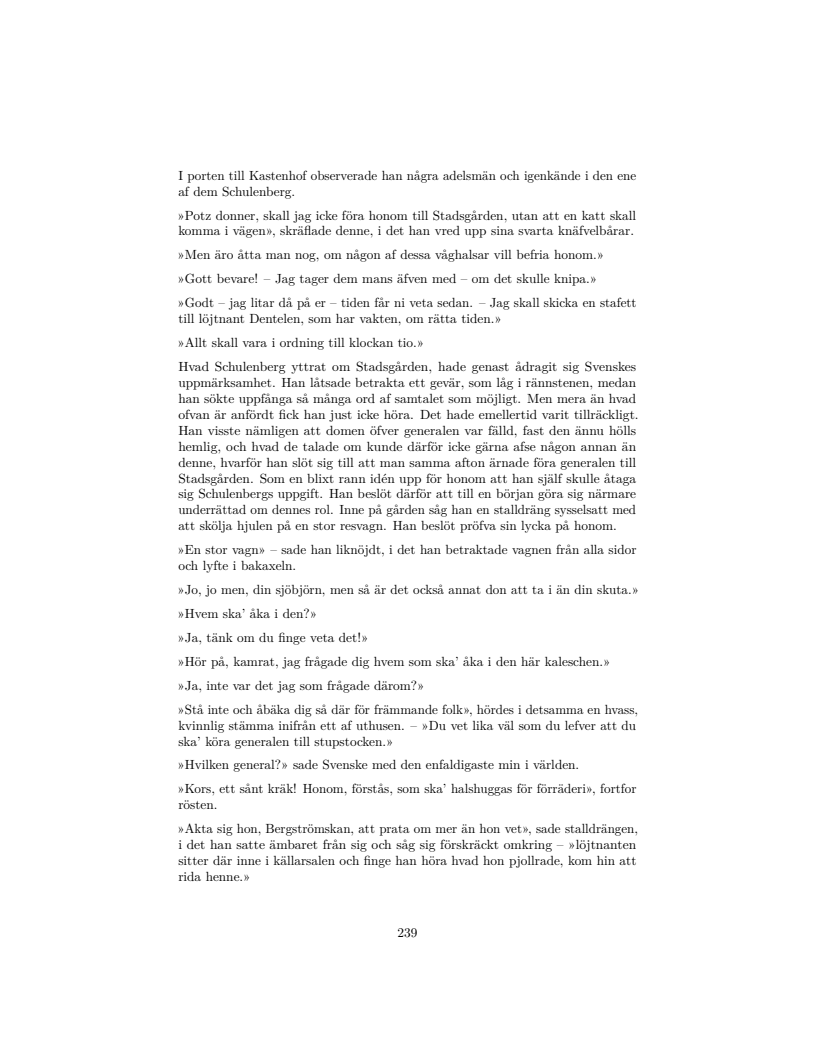 I porten till Kastenhof observerade han några adelsmän och igenkände i den ene
af dem Schulenberg.
»Potz donner, skall jag icke föra honom till Stadsgården, utan att en katt skall
komma i vägen», skräflade denne, i det han vred upp sina svarta knäfvelbårar.
»Men äro åtta man nog, om någon af dessa våghalsar vill befria honom.»
»Gott bevare! – Jag tager dem mans äfven med – om det skulle knipa.»
»Godt – jag litar då på er – tiden får ni veta sedan. – Jag skall skicka en stafett
till löjtnant Dentelen, som har vakten, om rätta tiden.»
»Allt skall vara i ordning till klockan tio.»
Hvad Schulenberg yttrat om Stadsgården, hade genast ådragit sig Svenskes
uppmärksamhet. Han låtsade betrakta ett gevär, som låg i rännstenen, medan
han sökte uppfånga så många ord af samtalet som möjligt. Men mera än hvad
ofvan är anfördt fick han just icke höra. Det hade emellertid varit tillräckligt.
Han visste nämligen att domen öfver generalen var fälld, fast den ännu hölls
hemlig, och hvad de talade om kunde därför icke gärna afse någon annan än
denne, hvarför han slöt sig till att man samma afton ärnade föra generalen till
Stadsgården. Som en blixt rann idén upp för honom att han själf skulle åtaga
sig Schulenbergs uppgift. Han beslöt därför att till en början göra sig närmare
underrättad om dennes rol. Inne på gården såg han en stalldräng sysselsatt med
att skölja hjulen på en stor resvagn. Han beslöt pröfva sin lycka på honom.
»En stor vagn» – sade han liknöjdt, i det han betraktade vagnen från alla sidor
och lyfte i bakaxeln.
»Jo, jo men, din sjöbjörn, men så är det också annat don att ta i än din skuta.»
»Hvem ska' åka i den?»
»Ja, tänk om du finge veta det!»
»Hör på, kamrat, jag frågade dig hvem som ska' åka i den här kaleschen.»
»Ja, inte var det jag som frågade därom?»
»Stå inte och åbäka dig så där för främmande folk», hördes i detsamma en hvass,
kvinnlig stämma inifrån ett af uthusen. – »Du vet lika väl som du lefver att du
ska' köra generalen till stupstocken.»
»Hvilken general?» sade Svenske med den enfaldigaste min i världen.
»Kors, ett sånt kräk! Honom, förstås, som ska' halshuggas för förräderi», fortfor
rösten.
»Akta sig hon, Bergströmskan, att prata om mer än hon vet», sade stalldrängen,
i det han satte ämbaret från sig och såg sig förskräckt omkring – »löjtnanten
sitter där inne i källarsalen och finge han höra hvad hon pjollrade, kom hin att
rida henne.»
239